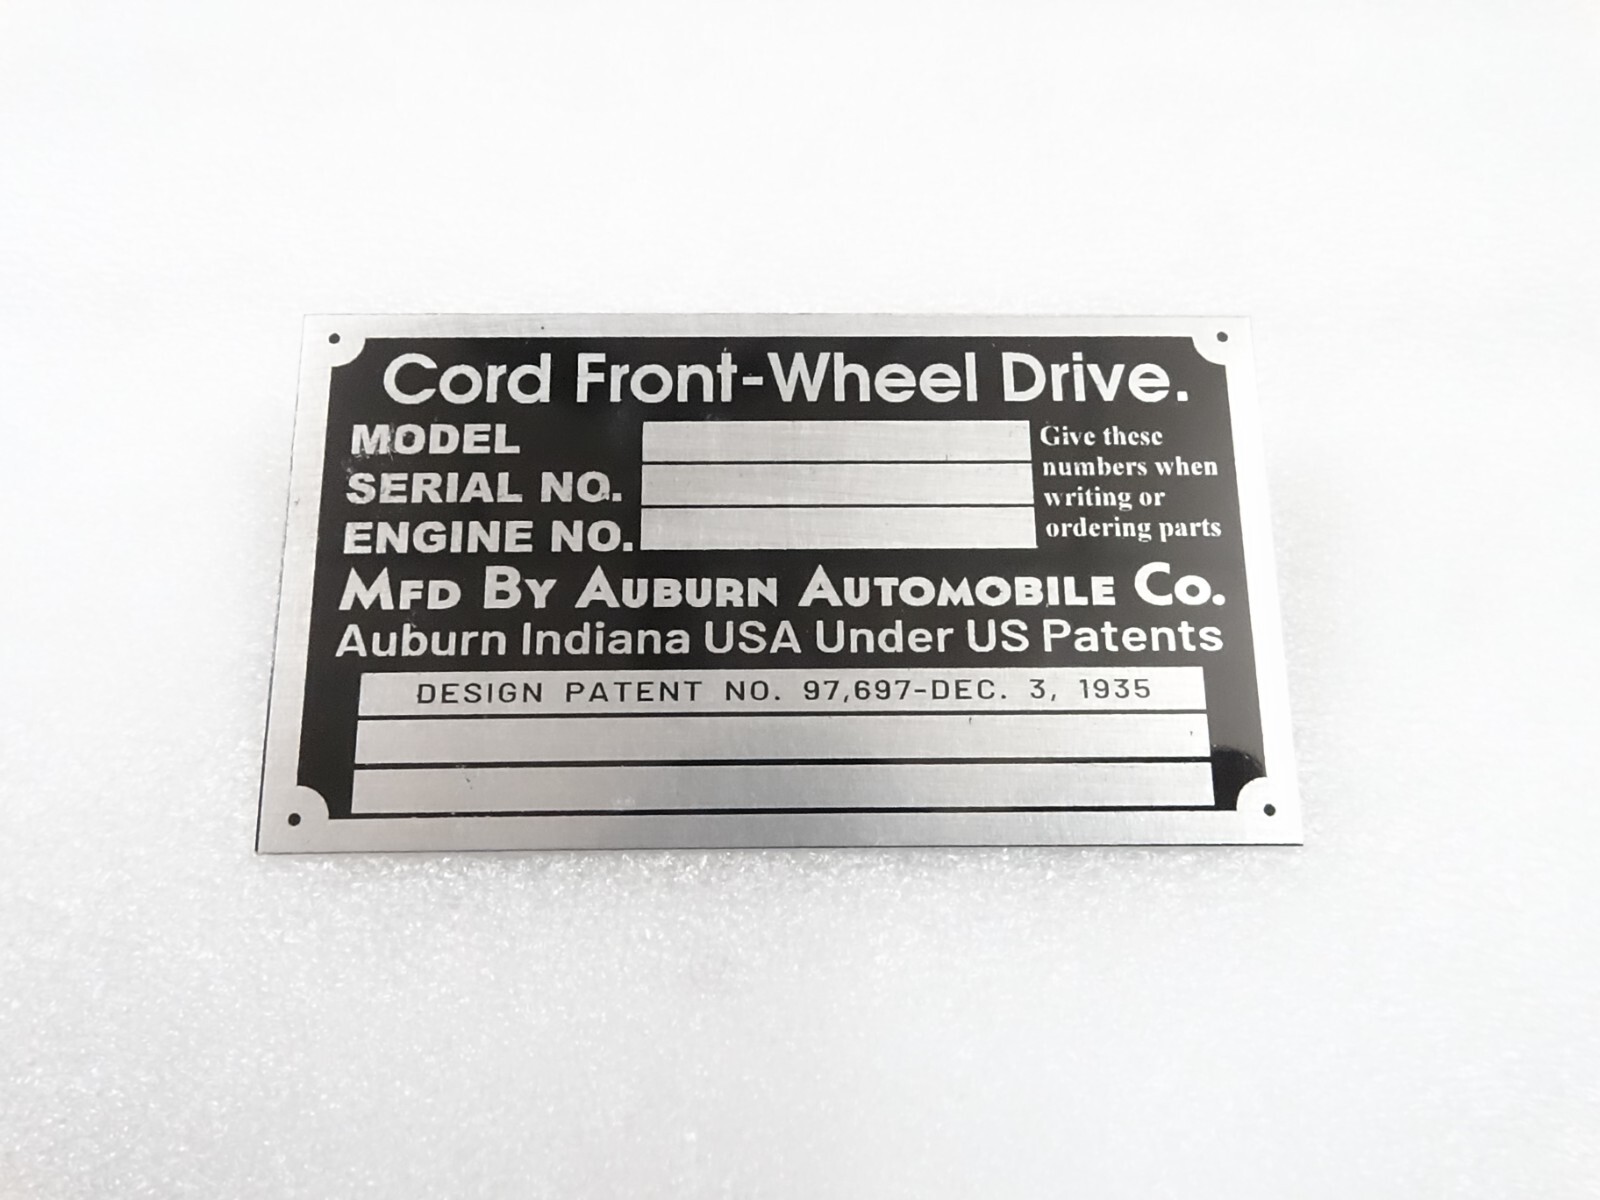 Cord Front-Wheel Drive.
MODEL
SERIAL NO.
ENGINE NO.
Give these
numbers when
writing or
ordering parts
MFD BY AUBURN AUTOMOBILE CO.
Auburn Indiana USA Under US Patents
DESIGN PATENT NO. 97,697-DEC. 3, 1935